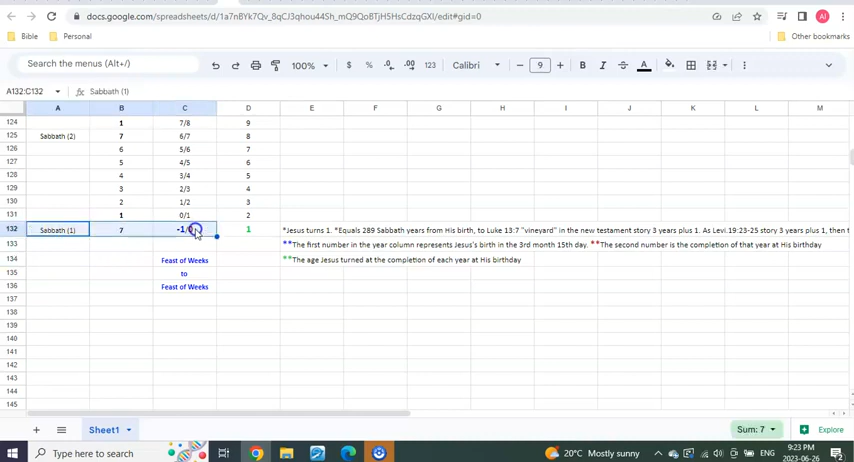 docs.google.com/spreadsheets/d/1a7nBYk7Qv_8qCJ3qhou44Sh_mQ9QoBTjH5HsCdzqGXI/edit#gid=0
Bible Personal Other bookmarks
Search the menus (Alt+/) 100% $ % .0 .00 123 Calibri 9 B I A
A132:C132 fx Sabbath (1)
A B C D E F G H I J K L M
124 1 7/8 9
125 Sabbath (2) 7 6/7 8
126 6 5/6 7
127 5 4/5 6
128 4 3/4 5
129 3 2/3 4
130 2 1/2 3
131 1 0/1 2
132 Sabbath (1) 7 -1/0 1 *Jesus turns 1. *Equals 289 Sabbath years from His birth, to Luke 13:7 "vineyard" in the new testament story 3 years plus 1. As Levi.19:23-25 story 3 years plus 1, then t
133 **The first number in the year column represents Jesus's birth in the 3rd month 15th day. **The second number is the completion of that year at His birthday
134 Feast of Weeks **The age Jesus turned at the completion of each year at His birthday
135 to
136 Feast of Weeks
137
138
139
140
141
142
143
144
145
Sheet1 Sum: 7 Explore
Type here to search 20°C Mostly sunny ENG 9:23 PM
2023-06-26